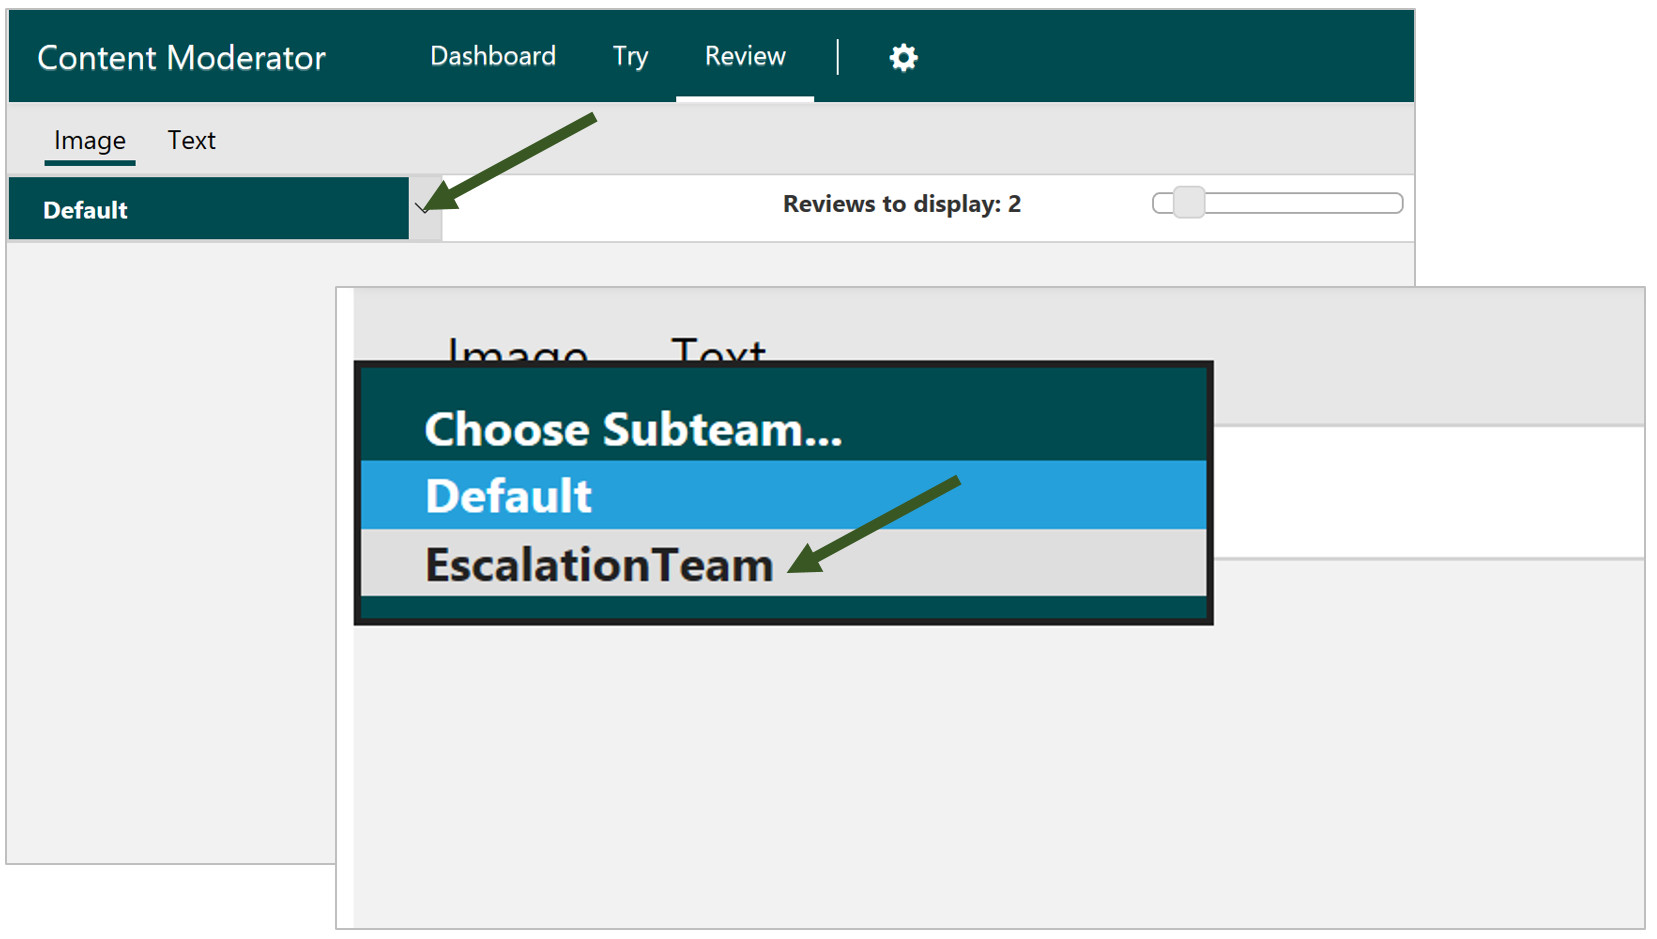 Content Moderator Dashboard Try Review
Image Text
Default Reviews to display: 2
Image Text
Choose Subteam...
Default
EscalationTeam